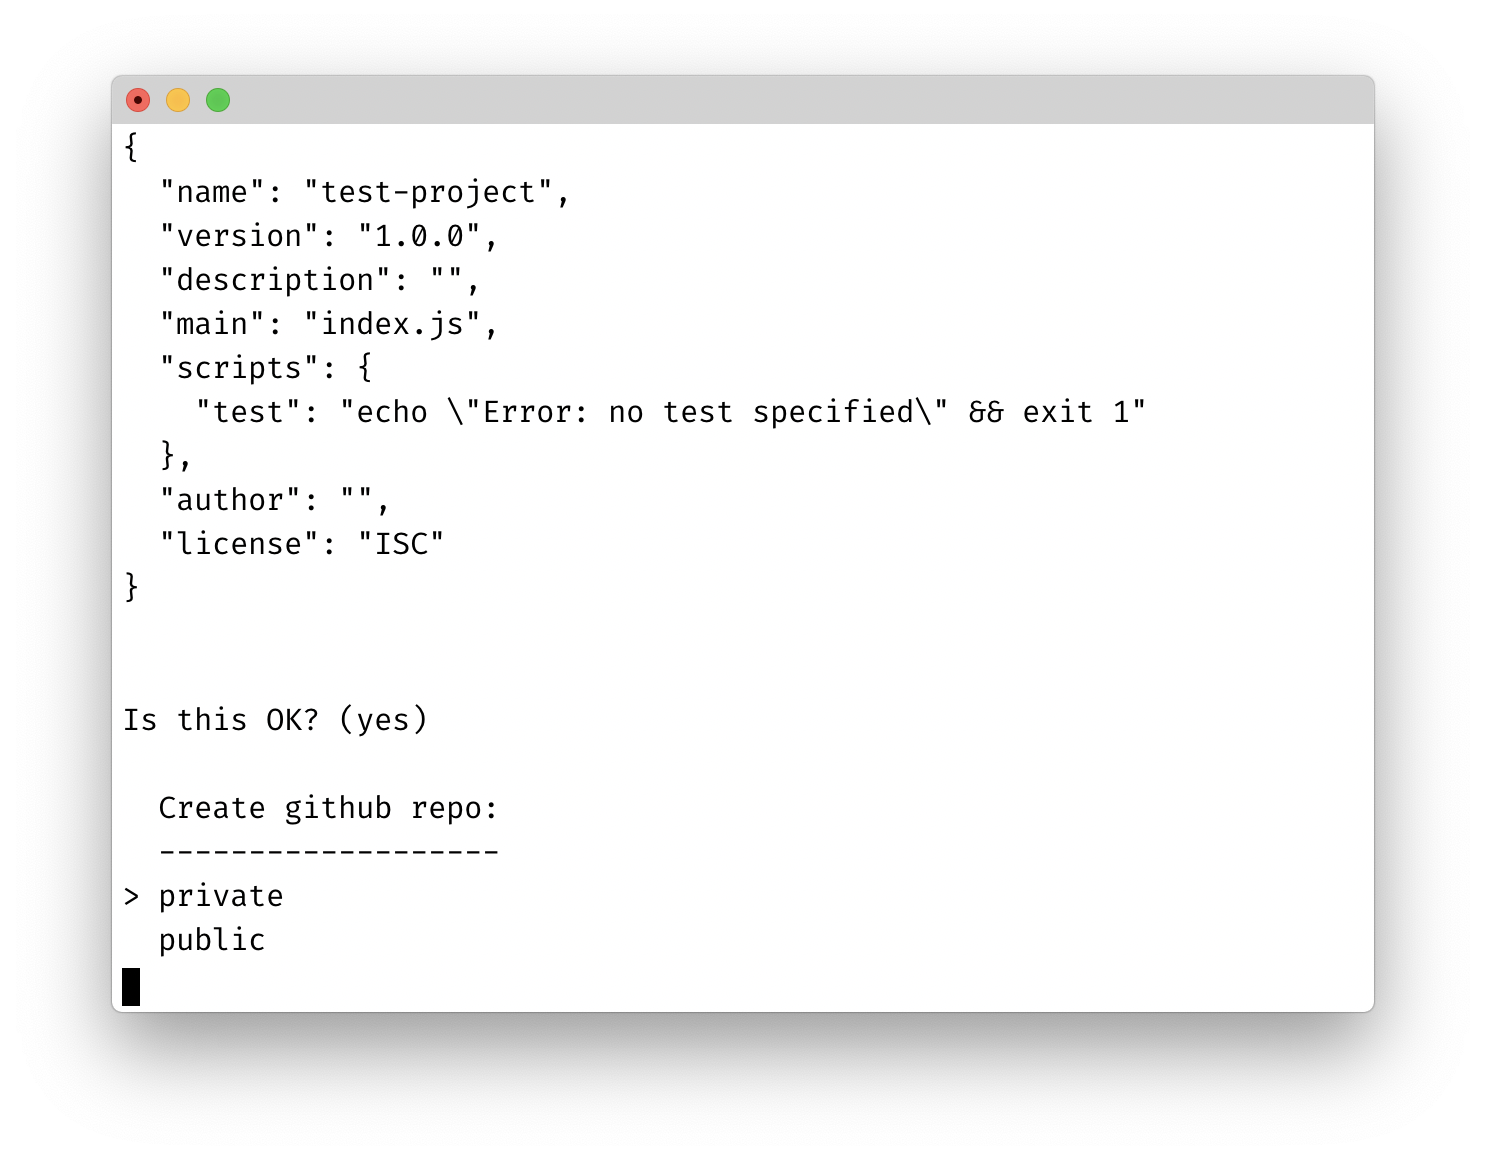 {
  "name": "test-project",
  "version": "1.0.0",
  "description": "",
  "main": "index.js",
  "scripts": {
    "test": "echo \"Error: no test specified\" && exit 1"
  },
  "author": "",
  "license": "ISC"
}
Is this OK? (yes)
  Create github repo:
  -------------------
> private
  public